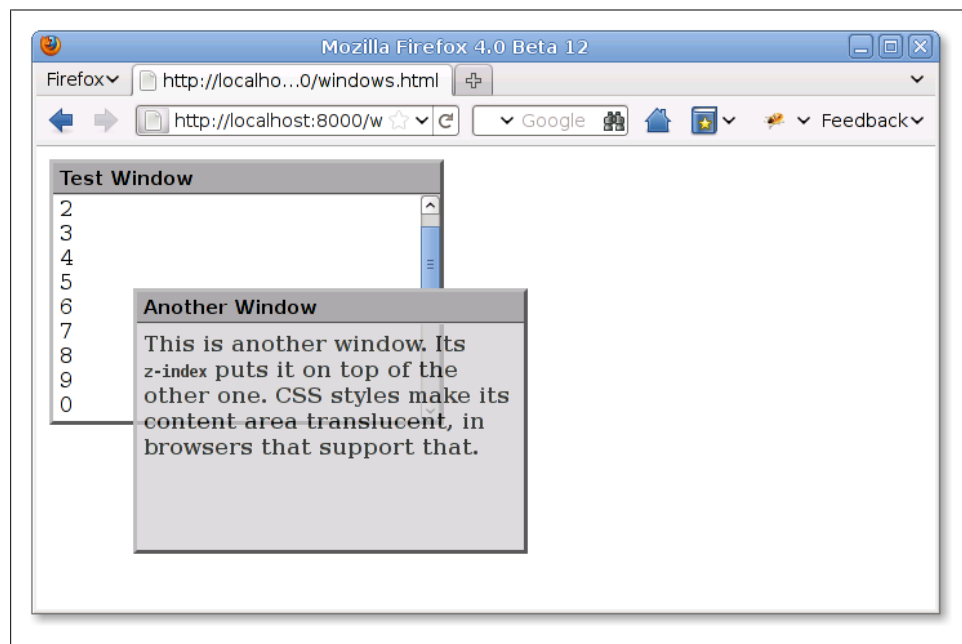 Mozilla Firefox 4.0 Beta 12
Firefox
http://localho...0/windows.html
http://localhost:8000/w
Google
Feedback
Test Window
2
3
4
5
6
7
8
9
0
Another Window
This is another window. Its
z-index puts it on top of the
other one. CSS styles make its
content area translucent, in
browsers that support that.